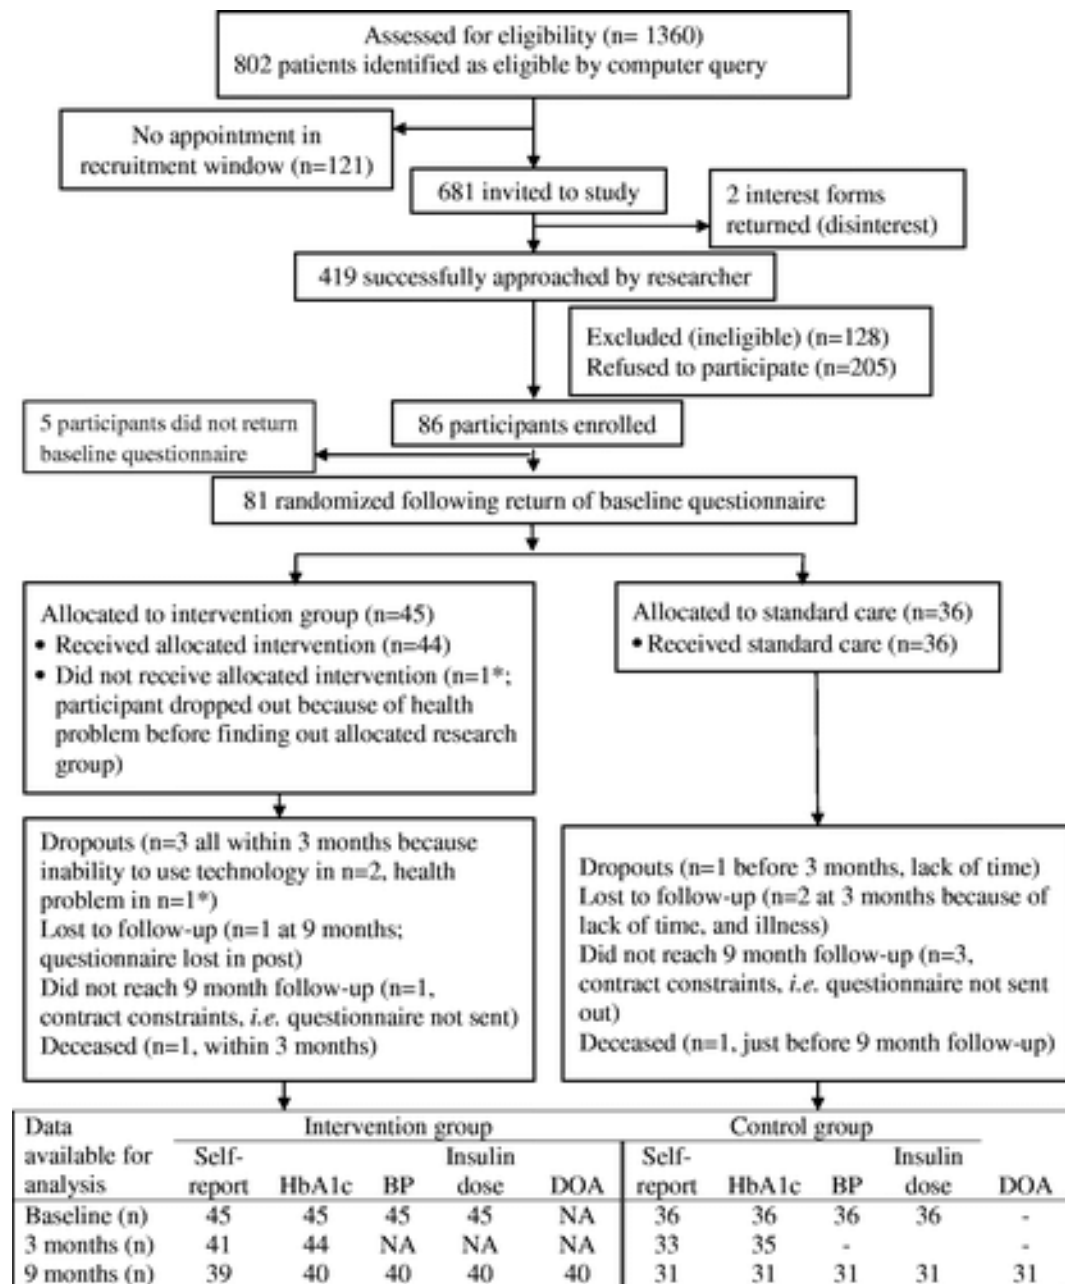 Assessed for eligibility (n= 1360)
802 patients identified as eligible by computer query
No appointment in
recruitment window (n=121)
681 invited to study
2 interest forms
returned (disinterest)
419 successfully approached by researcher
Excluded (ineligible) (n=128)
Refused to participate (n=205)
86 participants enrolled
5 participants did not return
baseline questionnaire
81 randomized following return of baseline questionnaire
Allocated to intervention group (n=45)
• Received allocated intervention (n=44)
• Did not receive allocated intervention (n=1*;
participant dropped out because of health
problem before finding out allocated research
group)
Allocated to standard care (n=36)
• Received standard care (n=36)
Dropouts (n=3 all within 3 months because
inability to use technology in n=2, health
problem in n=1*)
Lost to follow-up (n=1 at 9 months;
questionnaire lost in post)
Did not reach 9 month follow-up (n=1,
contract constraints, i.e. questionnaire not sent)
Deceased (n=1, within 3 months)
Dropouts (n=1 before 3 months, lack of time)
Lost to follow-up (n=2 at 3 months because of
lack of time, and illness)
Did not reach 9 month follow-up (n=3,
contract constraints, i.e. questionnaire not sent
out)
Deceased (n=1, just before 9 month follow-up)
Data Intervention group Control group
available for Self- Insulin Self- Insulin
analysis report HbA1c BP dose DOA report HbA1c BP dose DOA
Baseline (n) 45 45 45 45 NA 36 36 36 36 -
3 months (n) 41 44 NA NA NA 33 35 - -
9 months (n) 39 40 40 40 40 31 31 31 31 31